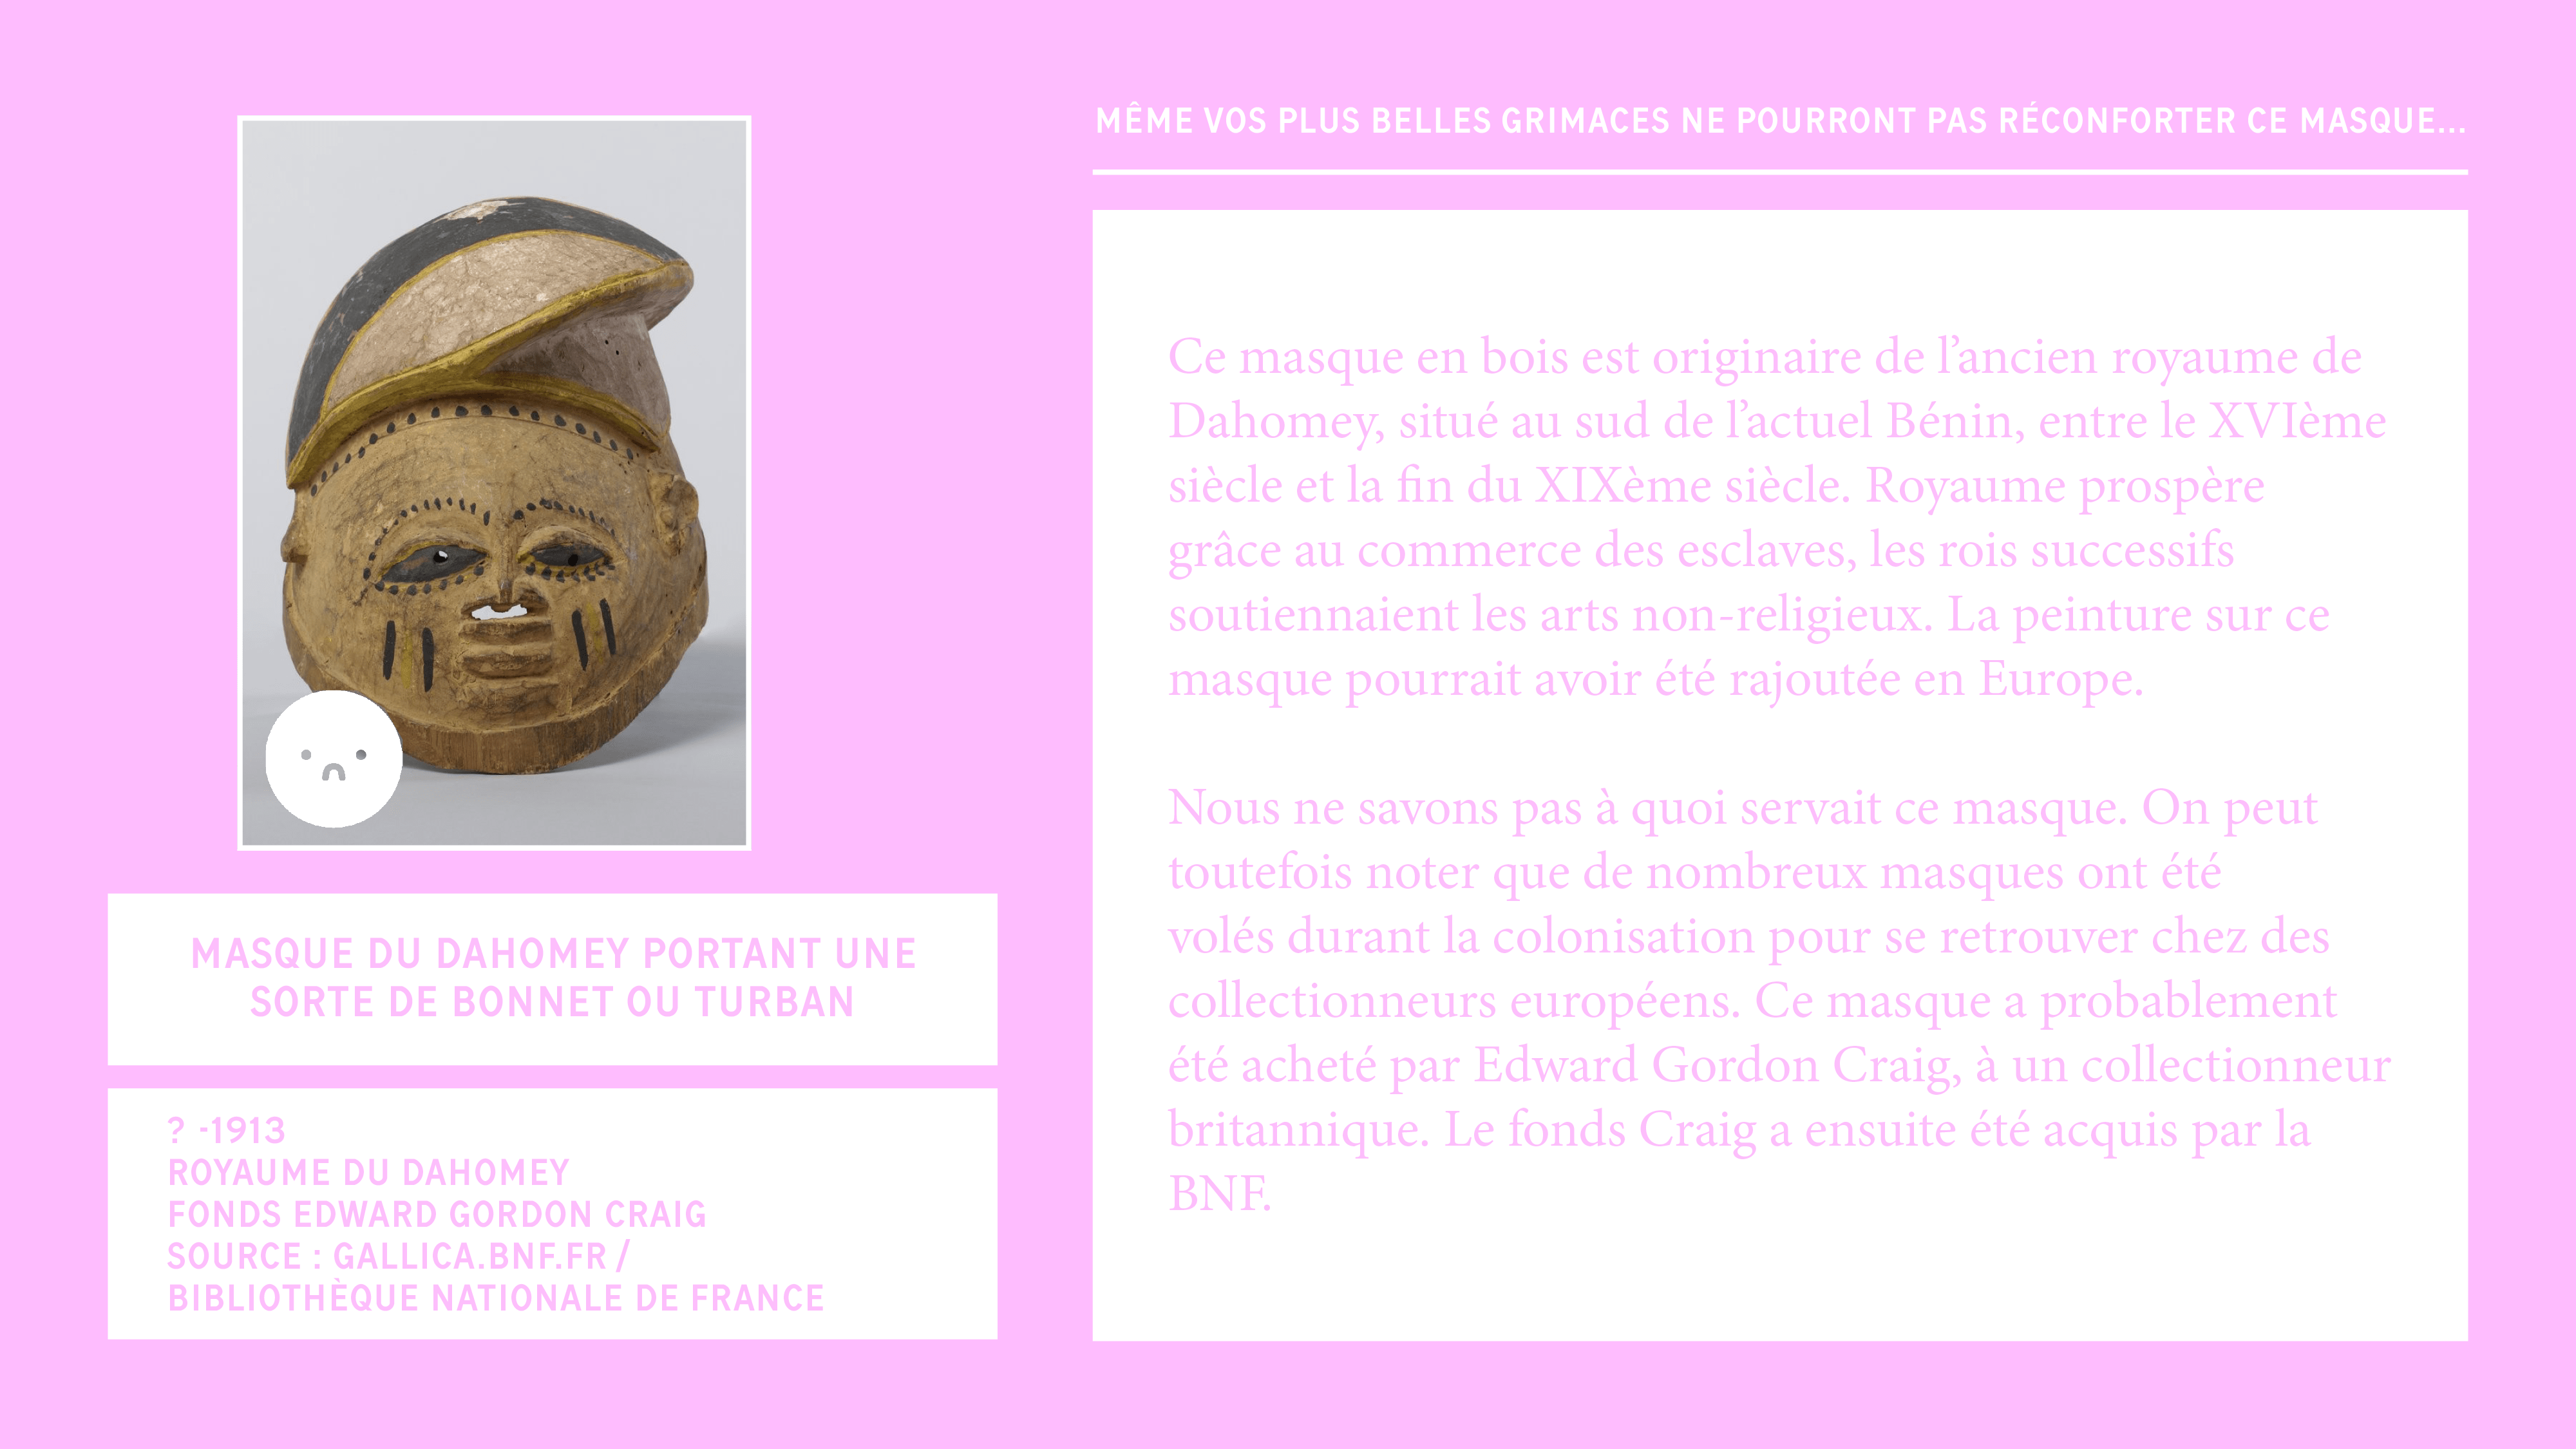 MÊME VOS PLUS BELLES GRIMACES NE POURRONT PAS RÉCONFORTER CE MASQUE...
MASQUE DU DAHOMEY PORTANT UNE
SORTE DE BONNET OU TURBAN
? -1913
ROYAUME DU DAHOMEY
FONDS EDWARD GORDON CRAIG
SOURCE : GALLICA.BNF.FR /
BIBLIOTHÈQUE NATIONALE DE FRANCE
Ce masque en bois est originaire de l’ancien royaume de
Dahomey, situé au sud de l’actuel Bénin, entre le XVIème
siècle et la fin du XIXème siècle. Royaume prospère
grâce au commerce des esclaves, les rois successifs
soutiennaient les arts non-religieux. La peinture sur ce
masque pourrait avoir été rajoutée en Europe.
Nous ne savons pas à quoi servait ce masque. On peut
toutefois noter que de nombreux masques ont été
volés durant la colonisation pour se retrouver chez des
collectionneurs européens. Ce masque a probablement
été acheté par Edward Gordon Craig, à un collectionneur
britannique. Le fonds Craig a ensuite été acquis par la
BNF.